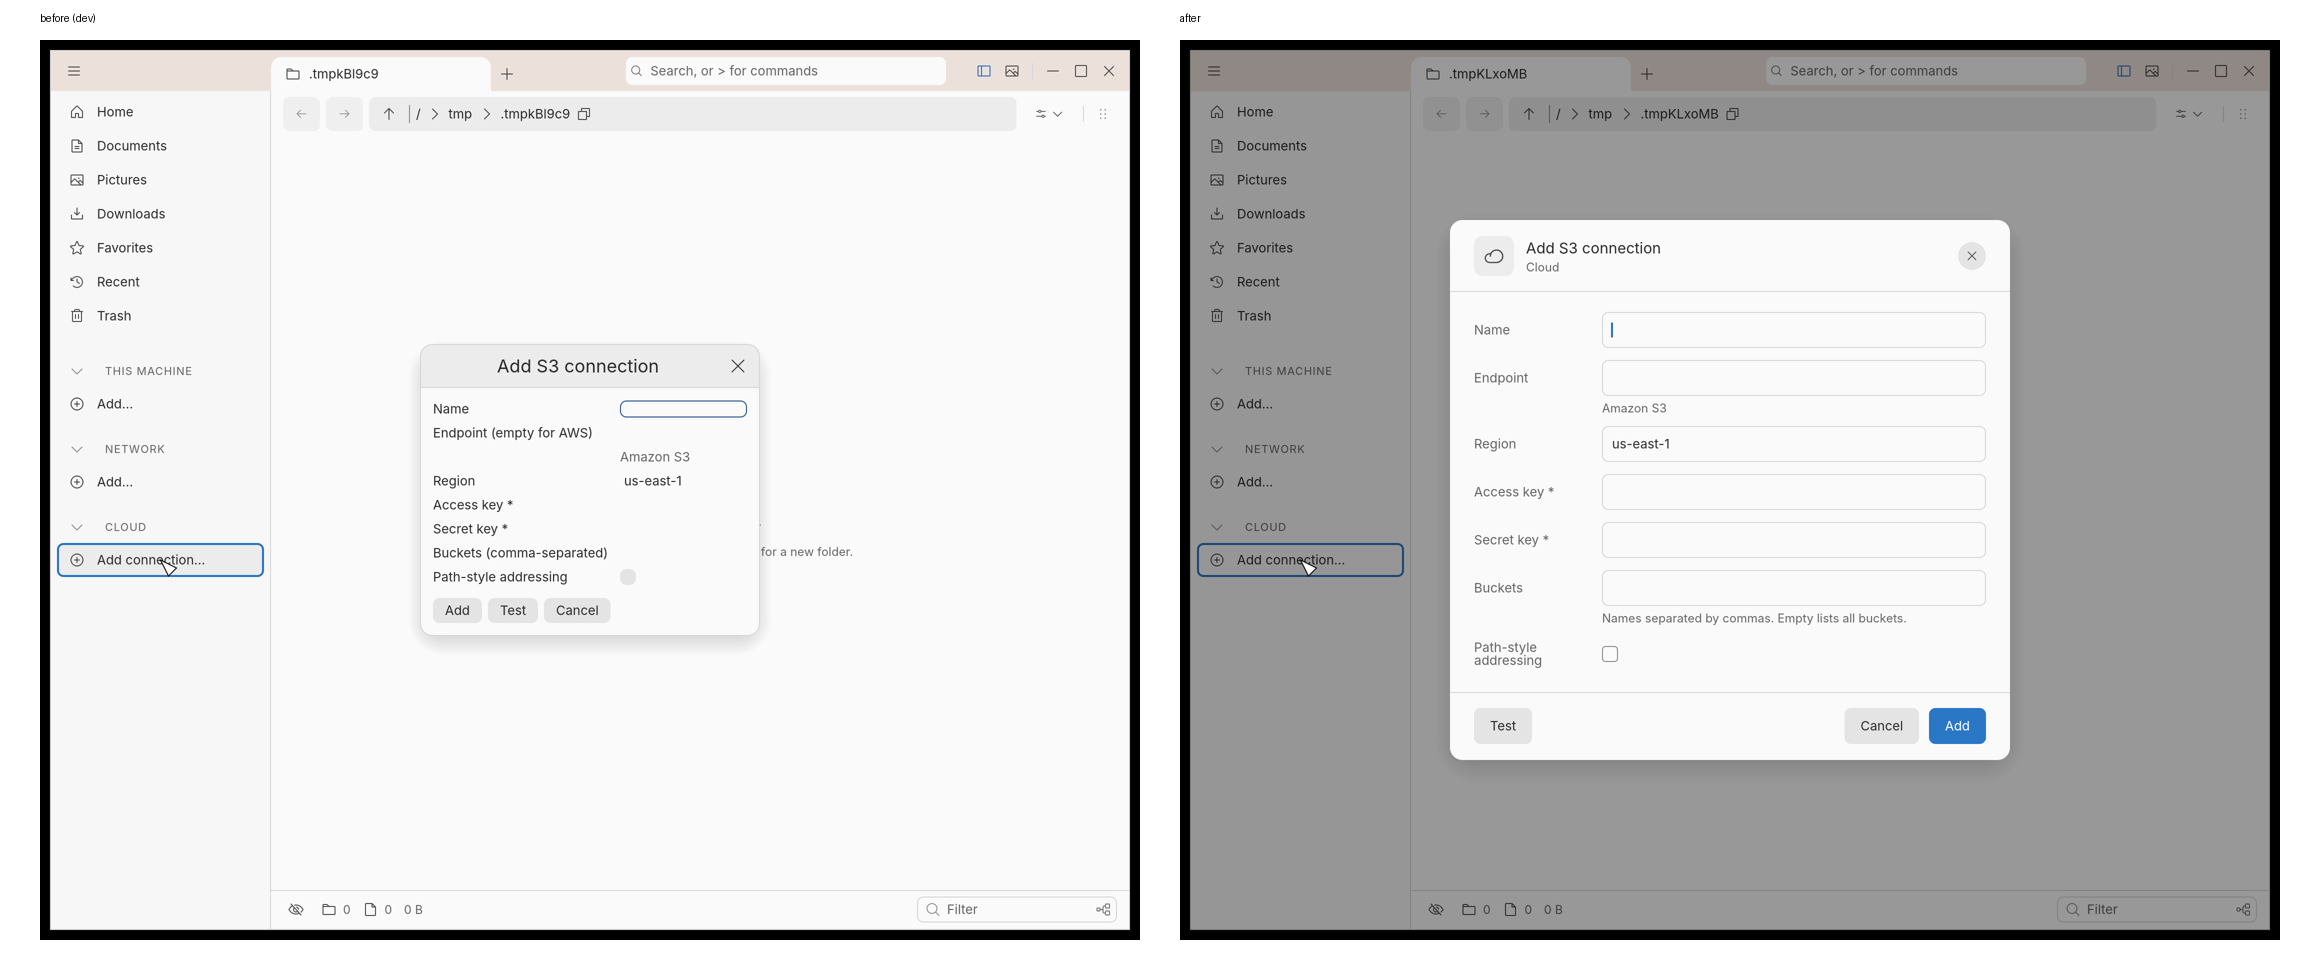 before (dev)
.tmpkBl9c9
Search, or > for commands
/ tmp .tmpkBl9c9
Home
Documents
Pictures
Downloads
Favorites
Recent
Trash
THIS MACHINE
Add...
NETWORK
Add...
CLOUD
Add connection...
Add S3 connection
Name
Endpoint (empty for AWS)
Amazon S3
Region us-east-1
Access key *
Secret key *
Buckets (comma-separated)
Path-style addressing
Add Test Cancel
for a new folder.
0 0 0 B
Filter
after
.tmpKLxoMB
Search, or > for commands
/ tmp .tmpKLxoMB
Home
Documents
Pictures
Downloads
Favorites
Recent
Trash
THIS MACHINE
Add...
NETWORK
Add...
CLOUD
Add connection...
Add S3 connection
Cloud
Name
Endpoint
Amazon S3
Region us-east-1
Access key *
Secret key *
Buckets
Names separated by commas. Empty lists all buckets.
Path-style
addressing
Test Cancel Add
0 0 0 B
Filter